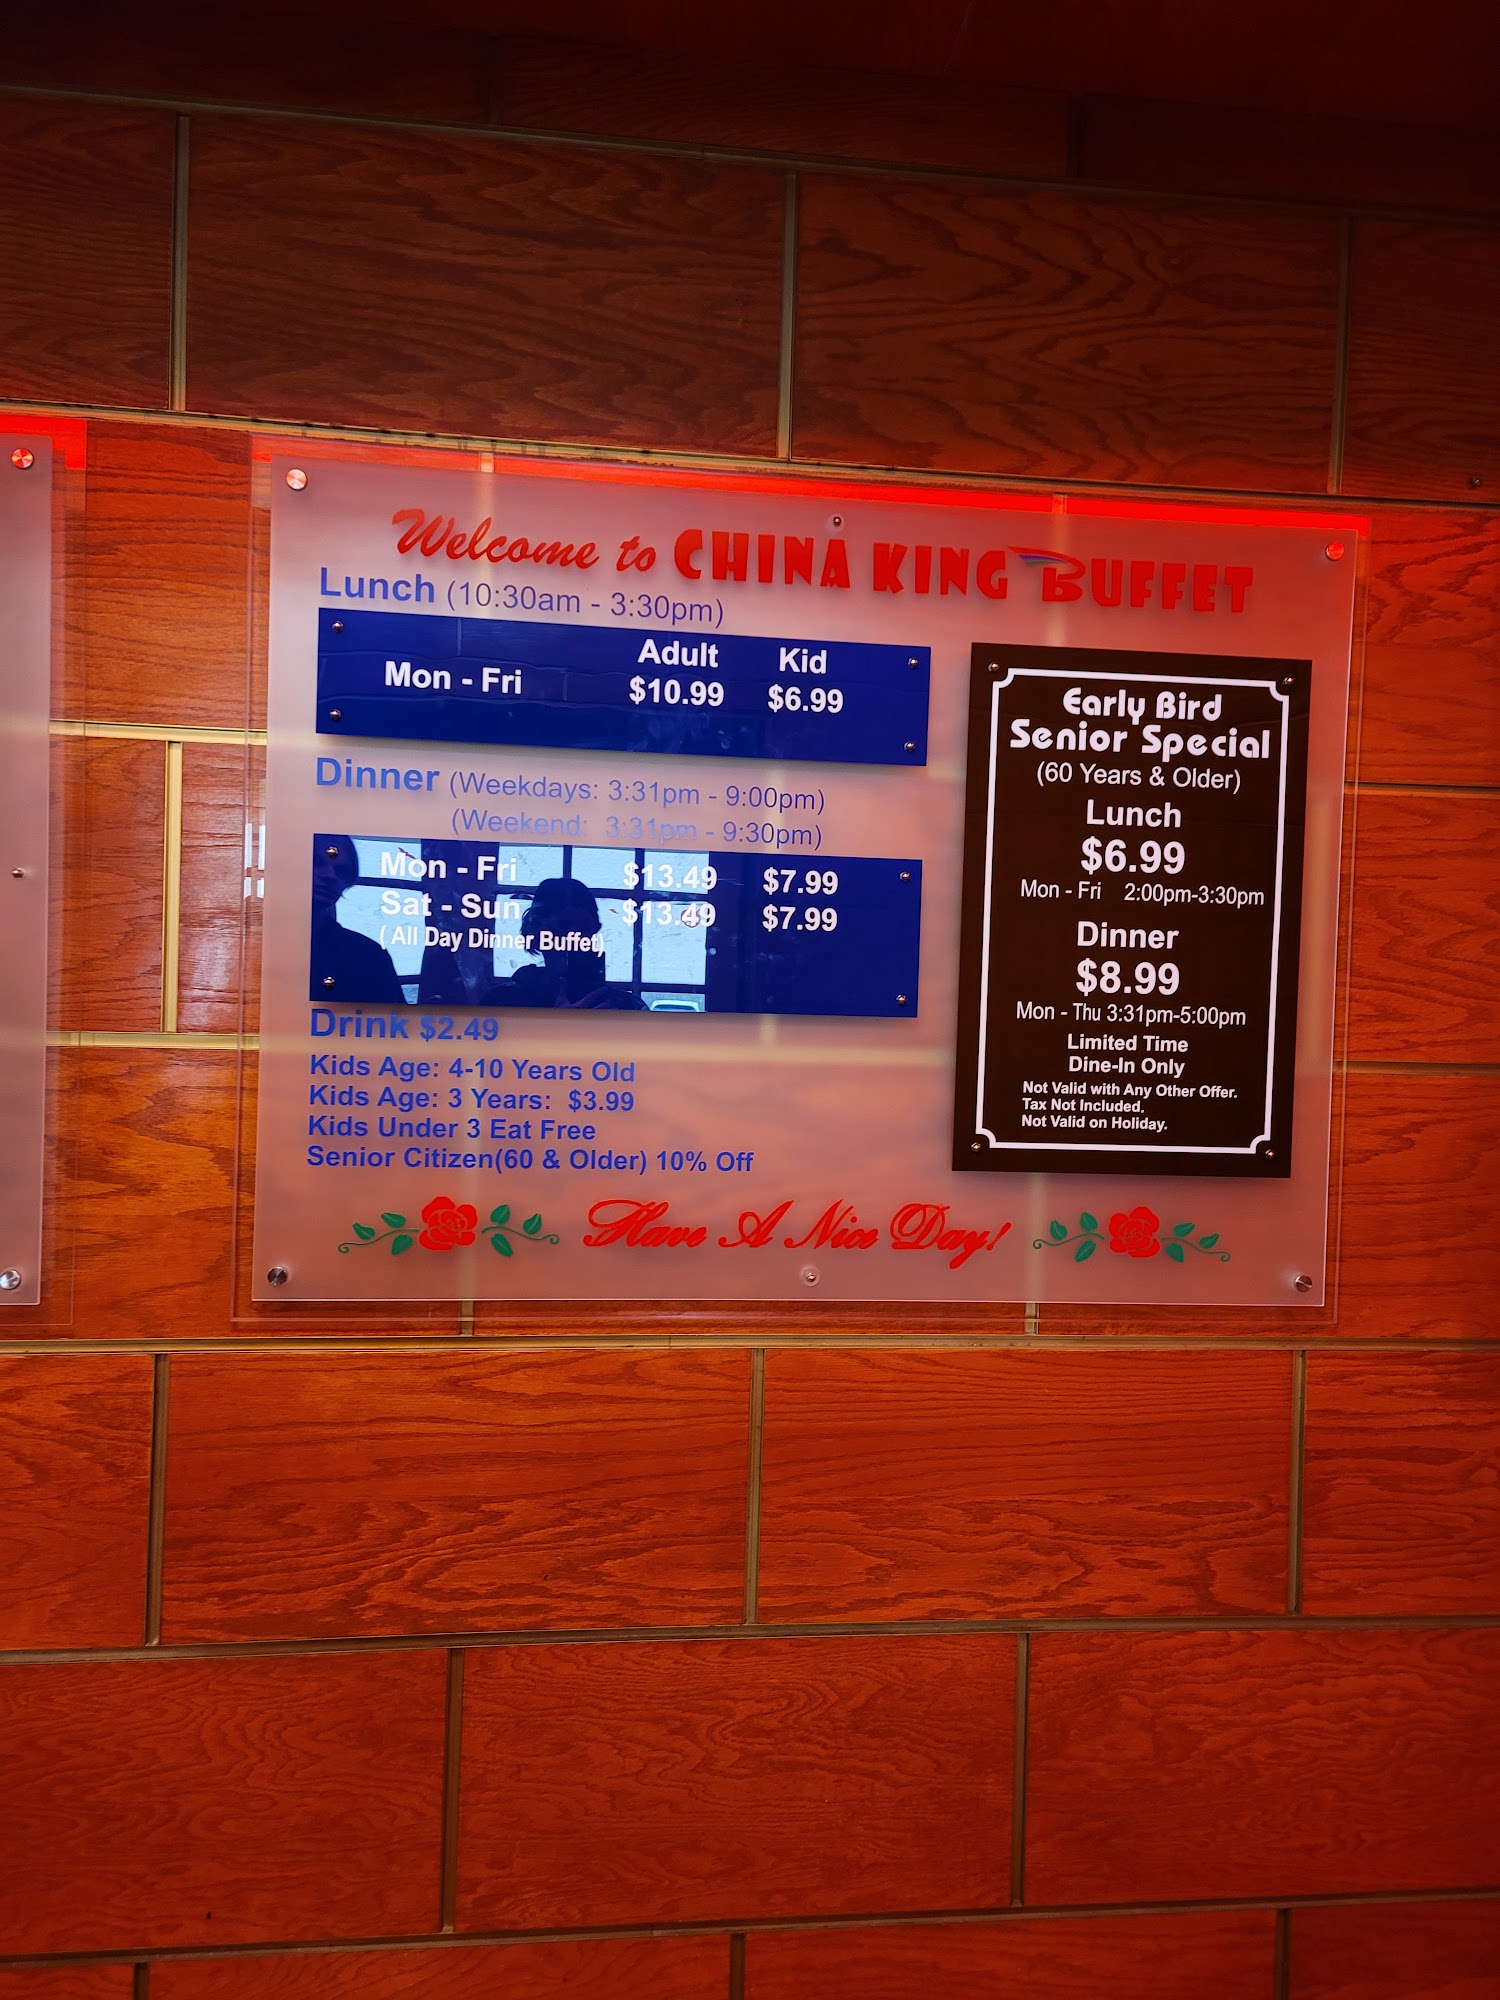 Welcome to CHINA KING BUFFET
Lunch (10:30am - 3:30pm)
Adult Kid
Mon - Fri $10.99 $6.99
Dinner (Weekdays: 3:31pm - 9:00pm)
(Weekend: 3:31pm - 9:30pm)
Mon - Fri $13.49 $7.99
Sat - Sun $13.49 $7.99
( All Day Dinner Buffet)
Drink $2.49
Kids Age: 4-10 Years Old
Kids Age: 3 Years: $3.99
Kids Under 3 Eat Free
Senior Citizen(60 & Older) 10% Off
Early Bird
Senior Special
(60 Years & Older)
Lunch
$6.99
Mon - Fri 2:00pm-3:30pm
Dinner
$8.99
Mon - Thu 3:31pm-5:00pm
Limited Time
Dine-In Only
Not Valid with Any Other Offer.
Tax Not Included.
Not Valid on Holiday.
Have A Nice Day!